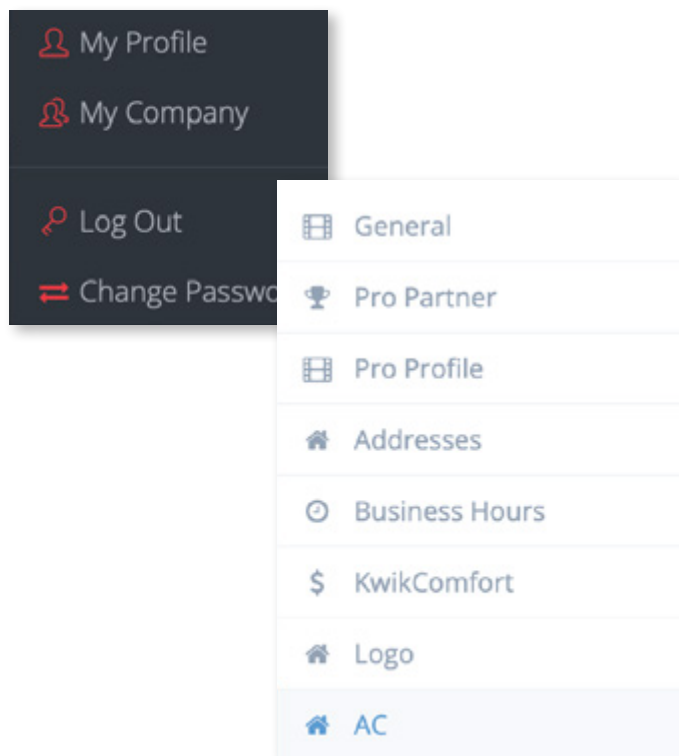 My Profile
My Company
Log Out
Change Passwo
General
Pro Partner
Pro Profile
Addresses
Business Hours
KwikComfort
Logo
AC